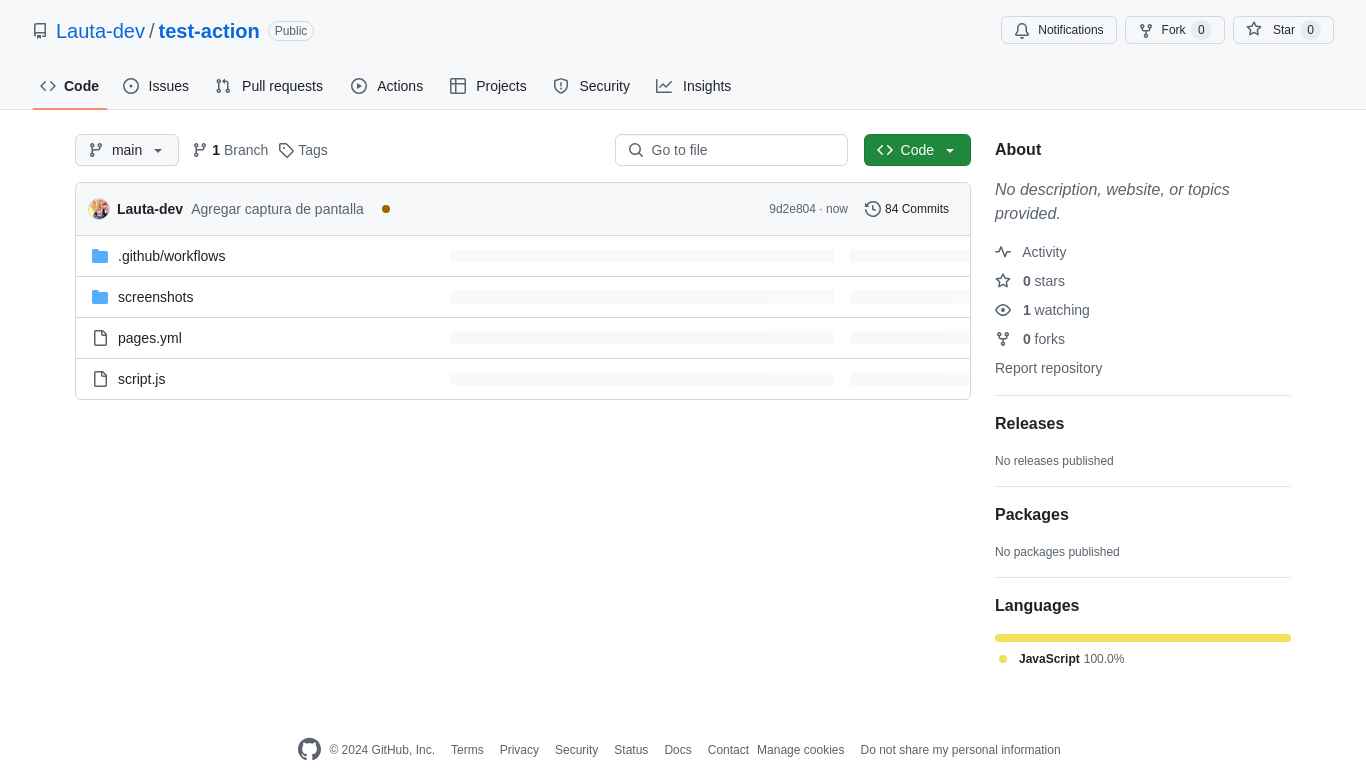 Lauta-dev / test-action Public
Notifications Fork 0 Star 0
Code Issues Pull requests Actions Projects Security Insights
main 1 Branch Tags Go to file Code
Lauta-dev Agregar captura de pantalla 9d2e804 · now 84 Commits
.github/workflows
screenshots
pages.yml
script.js
About
No description, website, or topics
provided.
Activity
0 stars
1 watching
0 forks
Report repository
Releases
No releases published
Packages
No packages published
Languages
JavaScript 100.0%
© 2024 GitHub, Inc. Terms Privacy Security Status Docs Contact Manage cookies Do not share my personal information